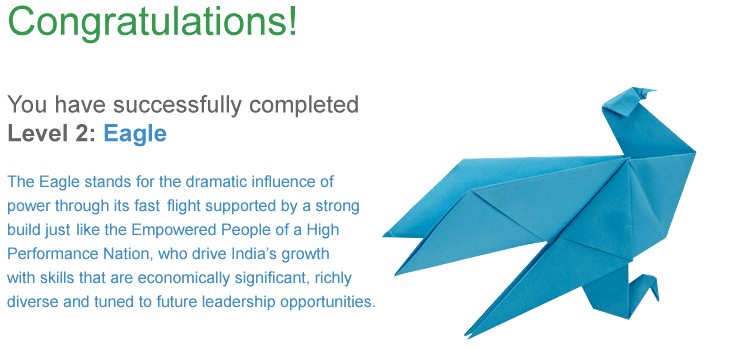 Congratulations!
You have successfully completed
Level 2: Eagle
The Eagle stands for the dramatic influence of
power through its fast flight supported by a strong
build just like the Empowered People of a High
Performance Nation, who drive India's growth
with skills that are economically significant, richly
diverse and tuned to future leadership opportunities.